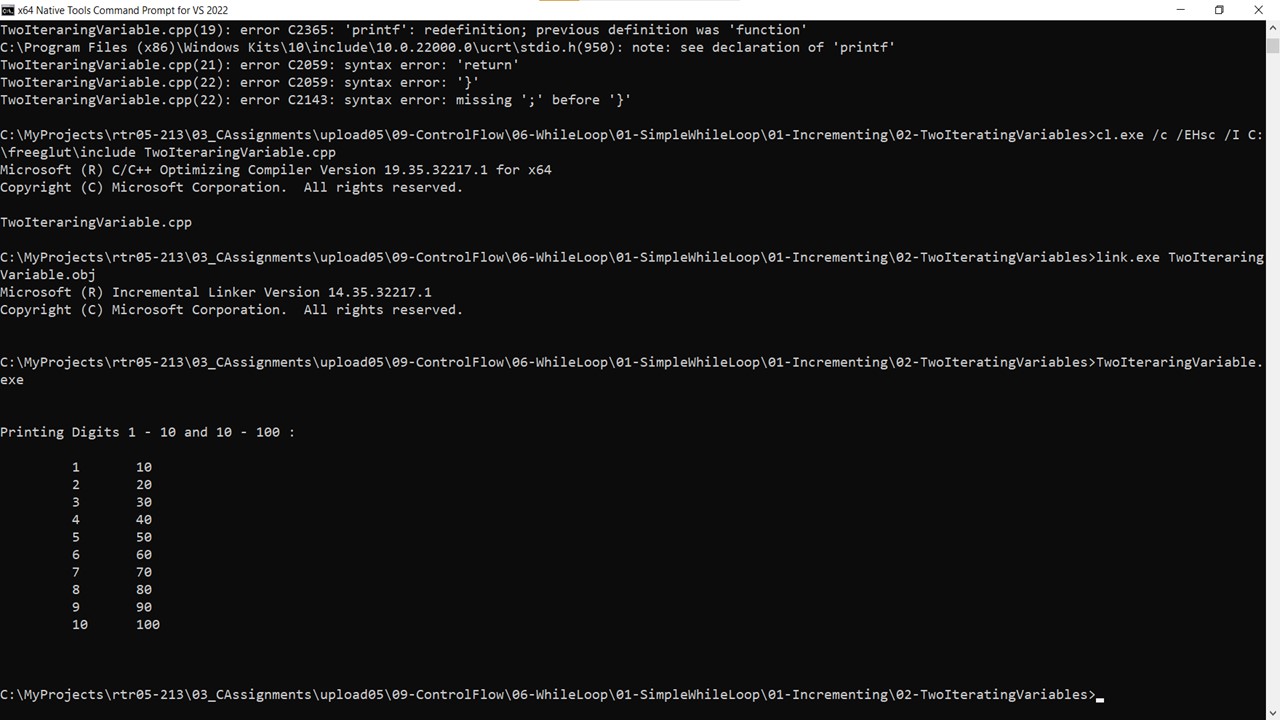 x64 Native Tools Command Prompt for VS 2022
TwoIteraringVariable.cpp(19): error C2365: 'printf': redefinition; previous definition was 'function'
C:\Program Files (x86)\Windows Kits\10\include\10.0.22000.0\ucrt\stdio.h(950): note: see declaration of 'printf'
TwoIteraringVariable.cpp(21): error C2059: syntax error: 'return'
TwoIteraringVariable.cpp(22): error C2059: syntax error: '}'
TwoIteraringVariable.cpp(22): error C2143: syntax error: missing ';' before '}'
C:\MyProjects\rtr05-213\03_CAssignments\upload05\09-ControlFlow\06-WhileLoop\01-SimpleWhileLoop\01-Incrementing\02-TwoIteratingVariables>cl.exe /c /EHsc /I C:
\freeglut\include TwoIteraringVariable.cpp
Microsoft (R) C/C++ Optimizing Compiler Version 19.35.32217.1 for x64
Copyright (C) Microsoft Corporation.  All rights reserved.
TwoIteraringVariable.cpp
C:\MyProjects\rtr05-213\03_CAssignments\upload05\09-ControlFlow\06-WhileLoop\01-SimpleWhileLoop\01-Incrementing\02-TwoIteratingVariables>link.exe TwoIteraring
Variable.obj
Microsoft (R) Incremental Linker Version 14.35.32217.1
Copyright (C) Microsoft Corporation.  All rights reserved.
C:\MyProjects\rtr05-213\03_CAssignments\upload05\09-ControlFlow\06-WhileLoop\01-SimpleWhileLoop\01-Incrementing\02-TwoIteratingVariables>TwoIteraringVariable.
exe
Printing Digits 1 - 10 and 10 - 100 :
1 10
2 20
3 30
4 40
5 50
6 60
7 70
8 80
9 90
10 100
C:\MyProjects\rtr05-213\03_CAssignments\upload05\09-ControlFlow\06-WhileLoop\01-SimpleWhileLoop\01-Incrementing\02-TwoIteratingVariables>